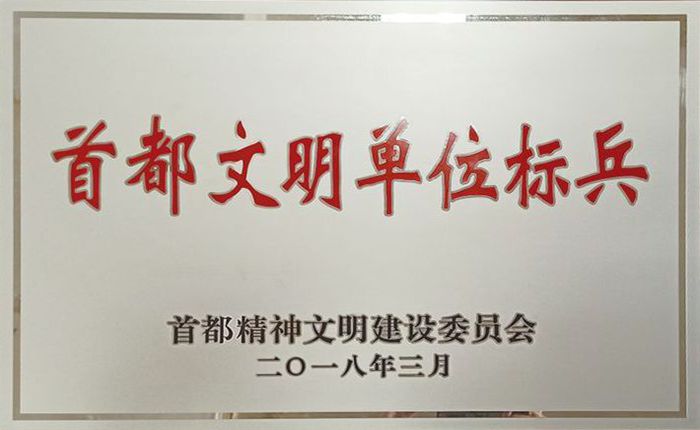 首都文明单位标兵
首都精神文明建设委员会
二〇一八年三月